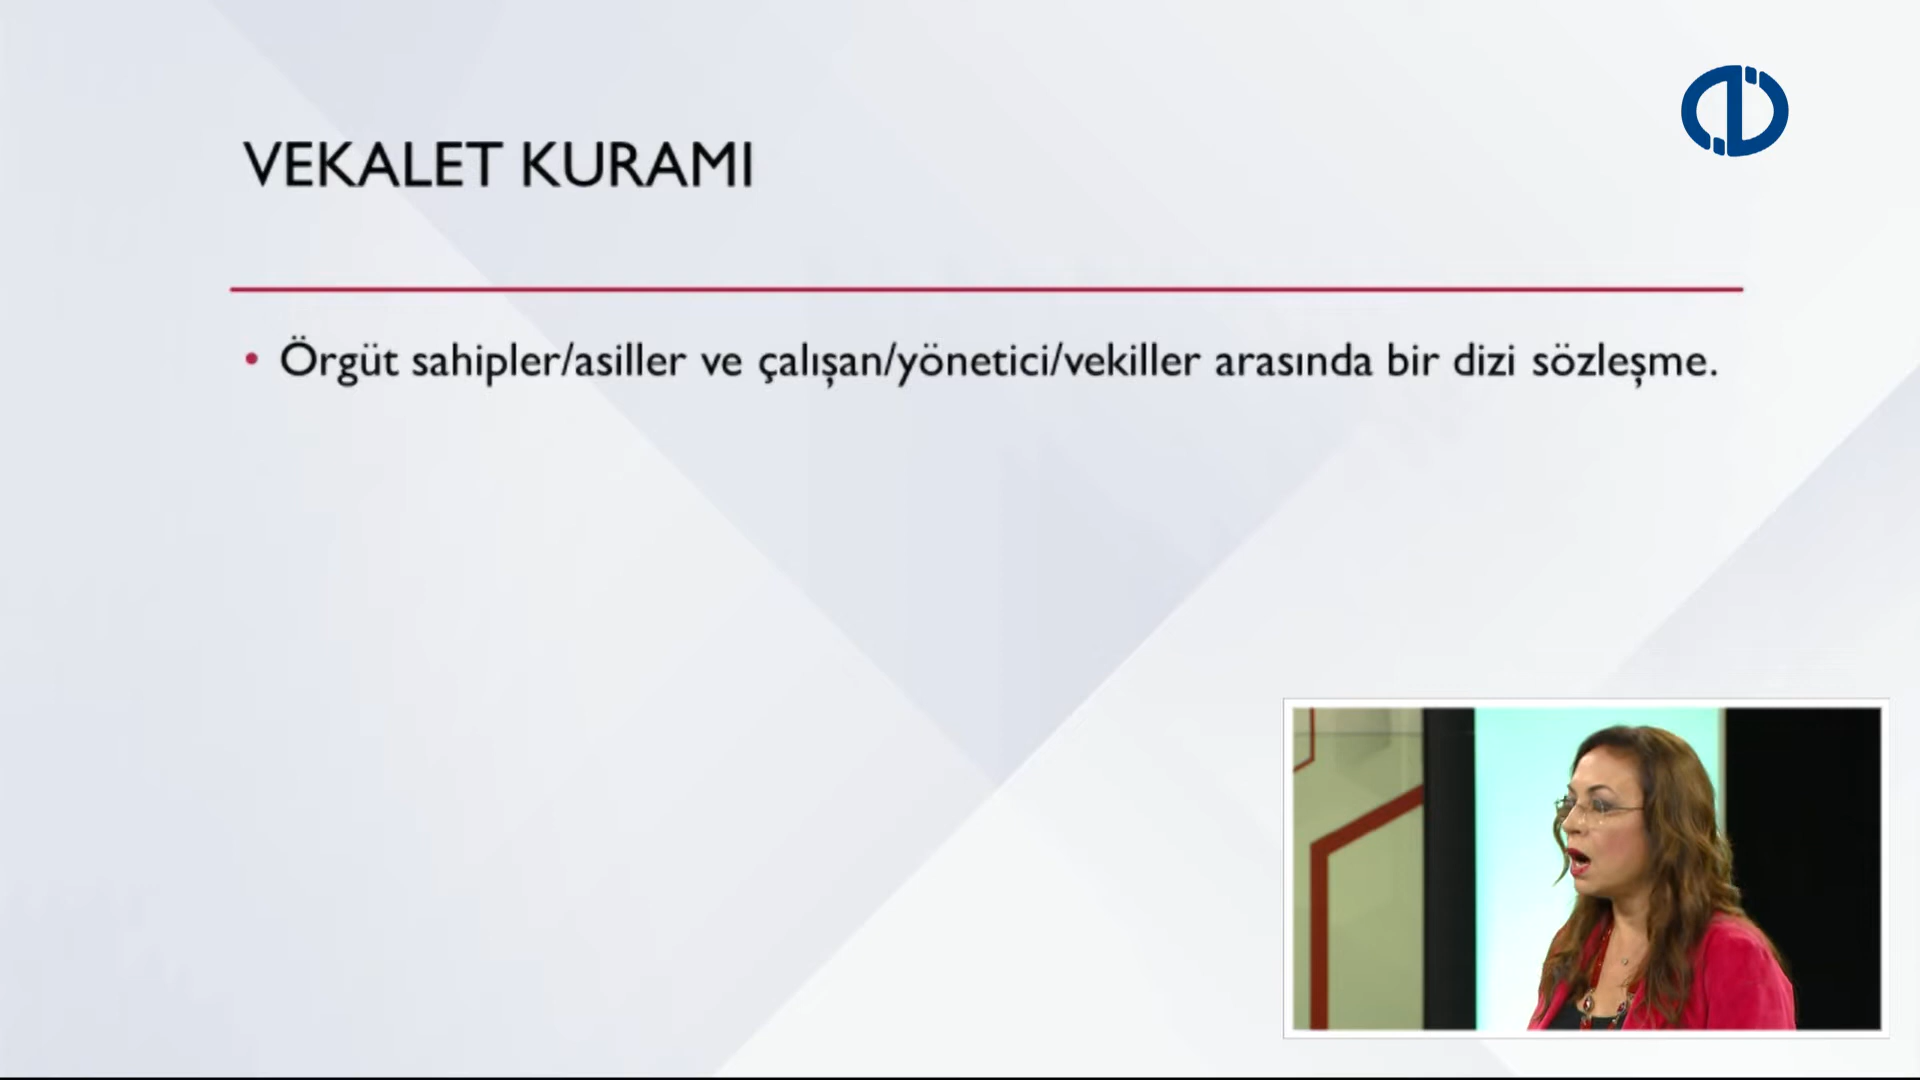 VEKALET KURAMI
• Örgüt sahipler/asiller ve çalışan/yönetici/vekiller arasında bir dizi sözleşme.